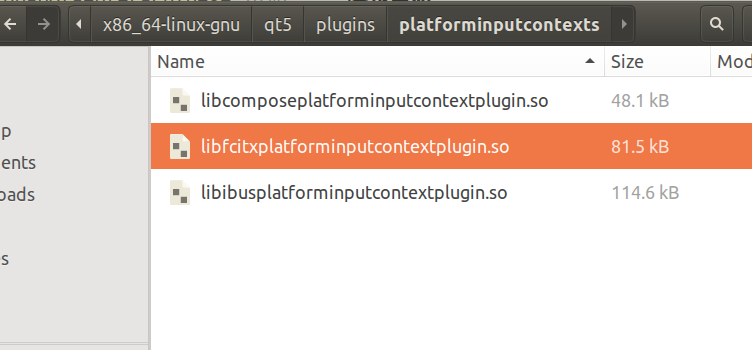 x86_64-linux-gnu qt5 plugins platforminputcontexts
Name Size Mod
libcomposeplatforminputcontextplugin.so 48.1 kB
p
libfcitxplatforminputcontextplugin.so 81.5 kB
ents
libibusplatforminputcontextplugin.so 114.6 kB
oads
es